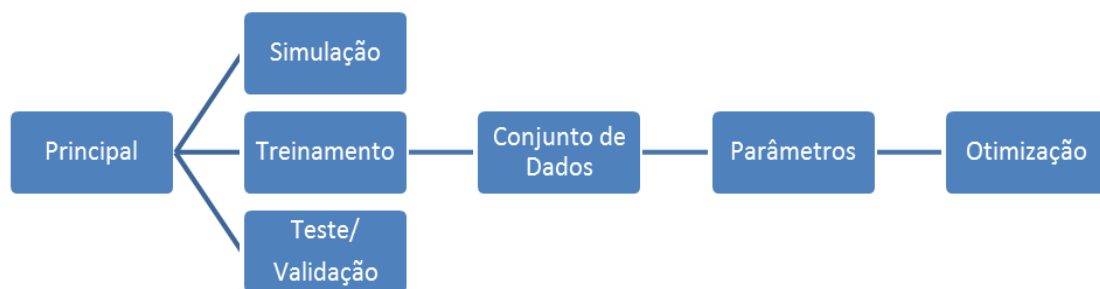 Simulação
Principal
Treinamento
Conjunto de
Dados
Parâmetros
Otimização
Teste/
Validação